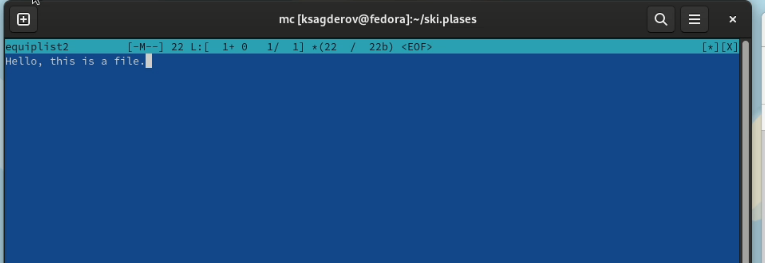 mc [ksagderov@fedora]:~/ski.plases
equiplist2 [-M--] 22 L:[ 1+ 0 1/ 1] *(22 / 22b) <EOF> [*][X]
Hello, this is a file.